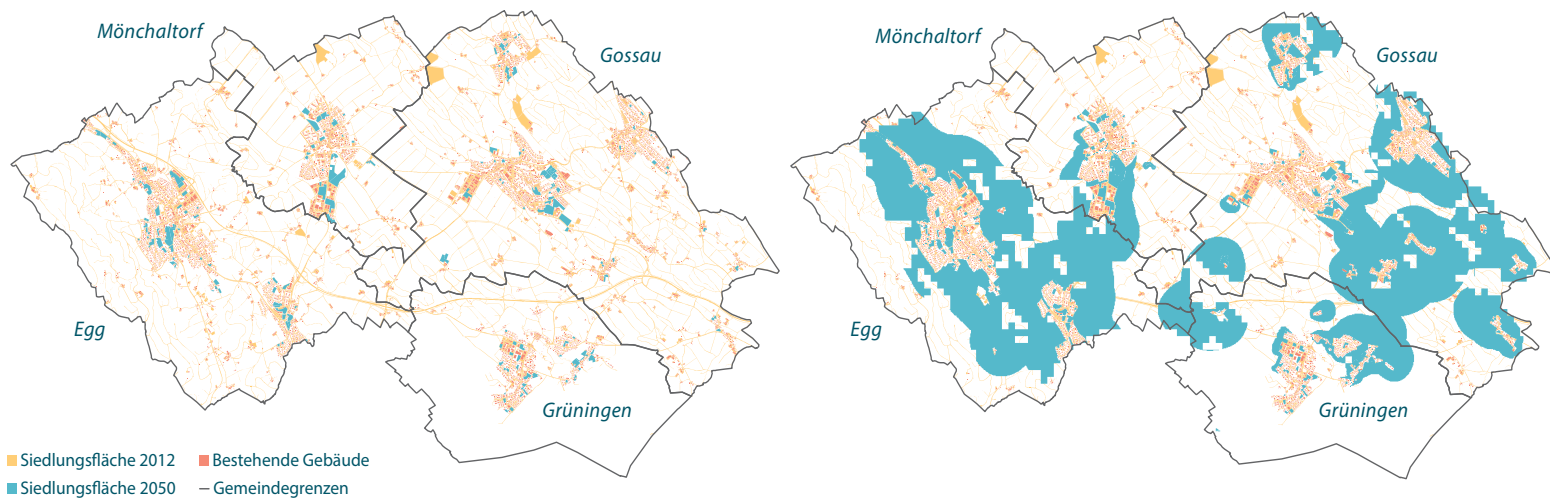 Mönchaltorf
Gossau
Egg
Grüningen
Siedlungsfläche 2012
Bestehende Gebäude
Siedlungsfläche 2050
Gemeindegrenzen
Mönchaltorf
Gossau
Egg
Grüningen